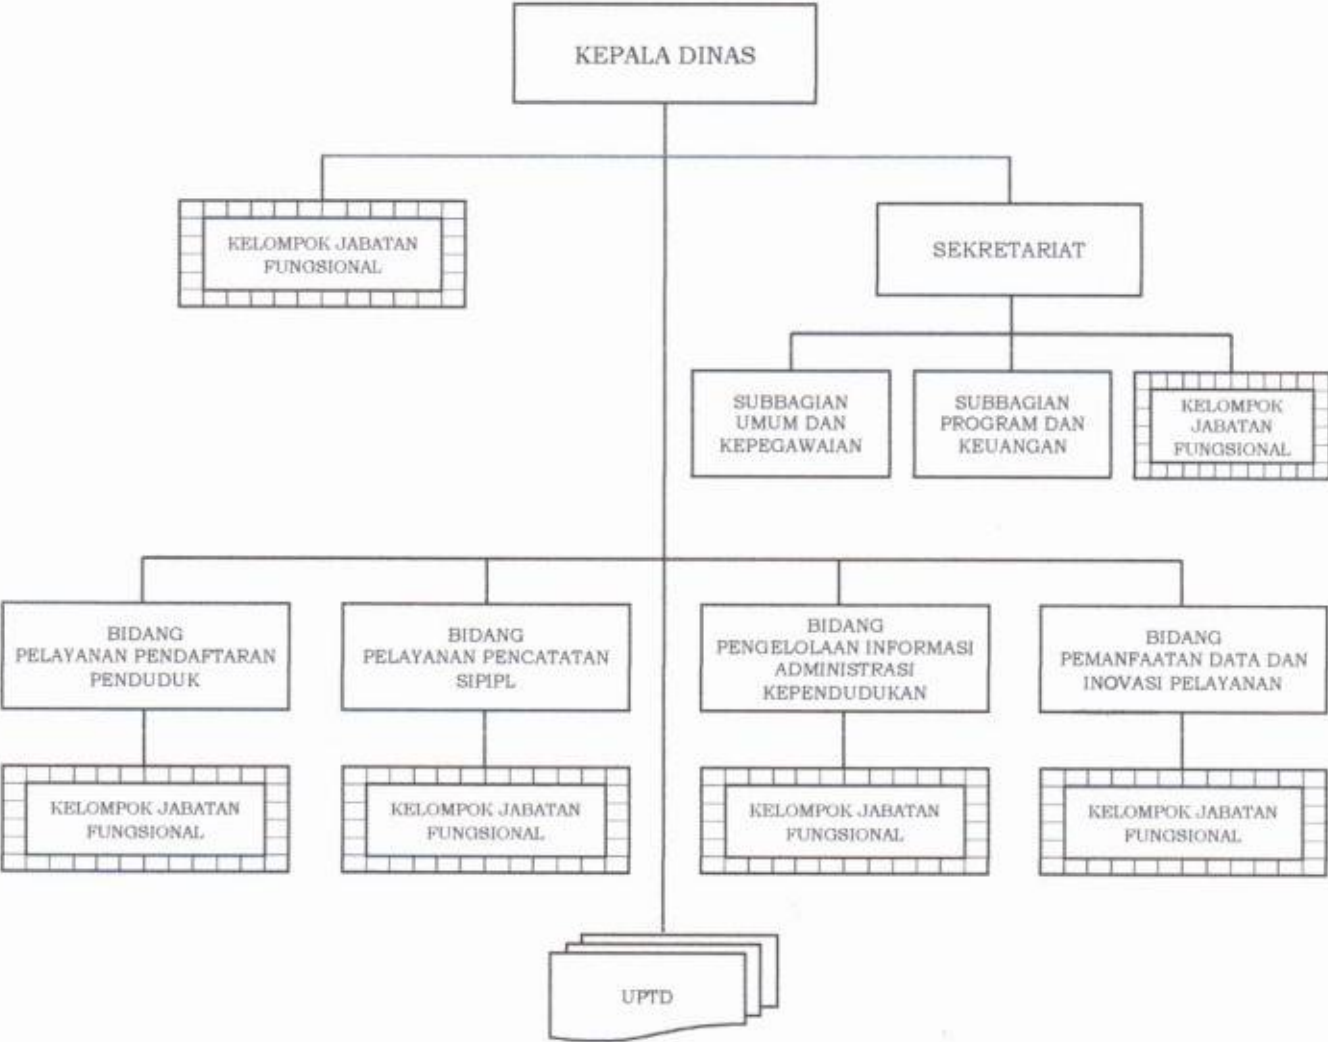 KEPALA DINAS
KELOMPOK JABATAN
FUNGSIONAL
SEKRETARIAT
SUBBAGIAN
UMUM DAN
KEPEGAWAIAN
SUBBAGIAN
PROGRAM DAN
KEUANGAN
KELOMPOK
JABATAN
FUNGSIONAL
BIDANG
PELAYANAN PENDAFTARAN
PENDUDUK
BIDANG
PELAYANAN PENCATATAN
SIPIPL
BIDANG
PENGELOLAAN INFORMASI
ADMINISTRASI
KEPENDUDUKAN
BIDANG
PEMANFAATAN DATA DAN
INOVASI PELAYANAN
KELOMPOK JABATAN
FUNGSIONAL
KELOMPOK JABATAN
FUNGSIONAL
KELOMPOK JABATAN
FUNGSIONAL
KELOMPOK JABATAN
FUNGSIONAL
UPTD